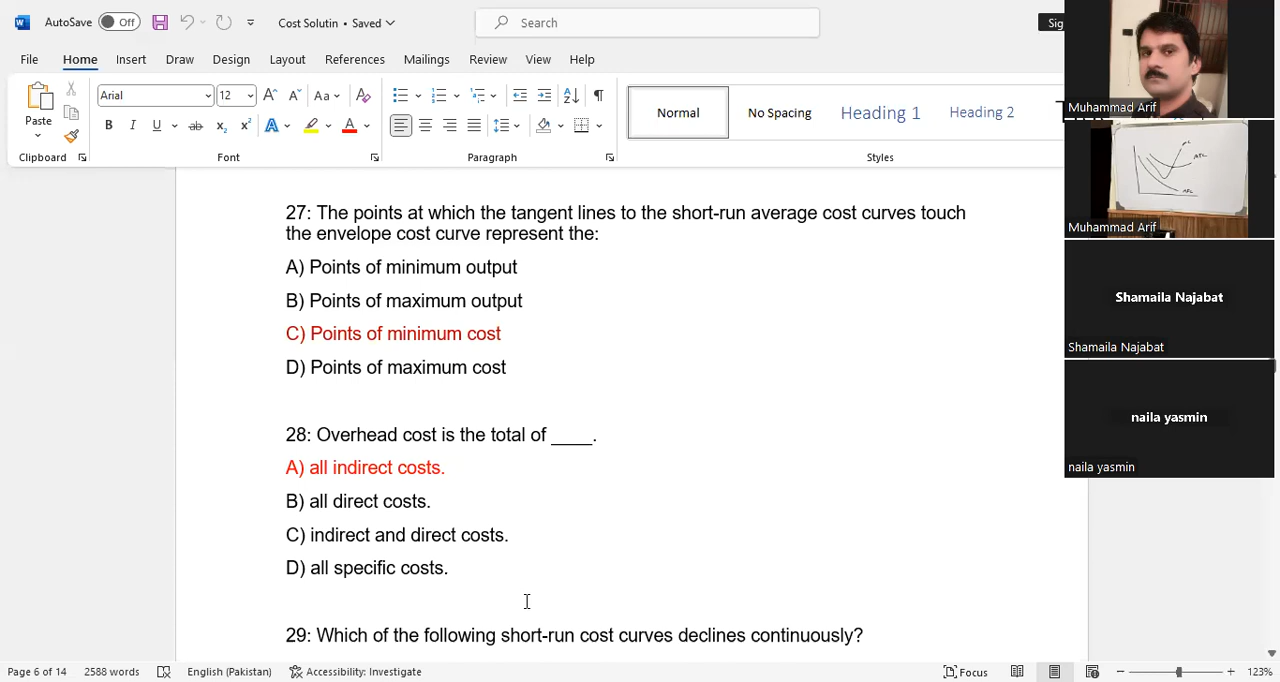 AutoSave Off Cost Solutin • Saved Search Sig
File Home Insert Draw Design Layout References Mailings Review View Help
Paste Arial 12 Aa Normal No Spacing Heading 1 Heading 2
Clipboard Font Paragraph Styles
27: The points at which the tangent lines to the short-run average cost curves touch
the envelope cost curve represent the:
A) Points of minimum output
B) Points of maximum output
C) Points of minimum cost
D) Points of maximum cost
28: Overhead cost is the total of ____.
A) all indirect costs.
B) all direct costs.
C) indirect and direct costs.
D) all specific costs.
29: Which of the following short-run cost curves declines continuously?
Page 6 of 14 2588 words English (Pakistan) Accessibility: Investigate Focus 123%
Muhammad Arif
Muhammad Arif
Shamaila Najabat
Shamaila Najabat
naila yasmin
naila yasmin